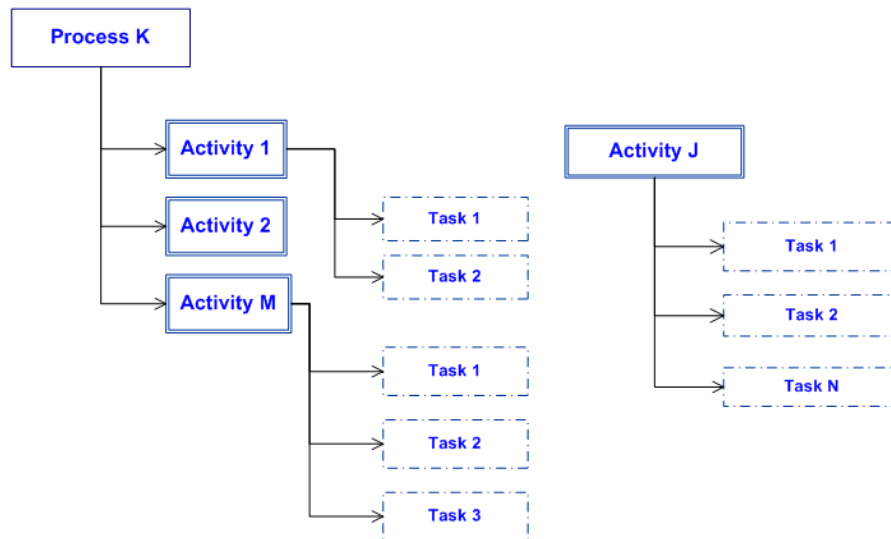 Process K
Activity 1
Activity 2
Activity M
Task 1
Task 2
Task 1
Task 2
Task 3
Activity J
Task 1
Task 2
Task N